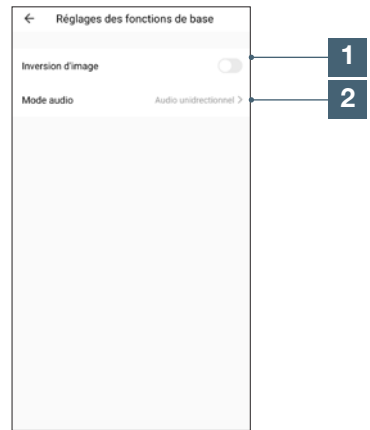 ← Réglages des fonctions de base
Inversion d'image
1
Mode audio Audio unidirectionnel >
2